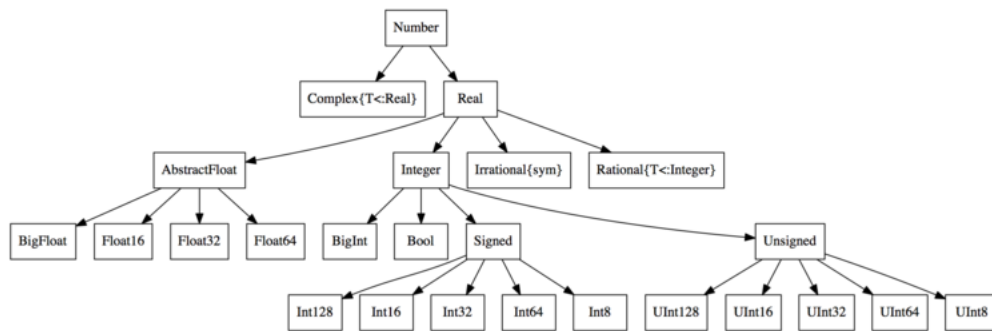 Number
Complex{T<:Real}
Real
AbstractFloat
Integer
Irrational{sym}
Rational{T<:Integer}
BigFloat
Float16
Float32
Float64
BigInt
Bool
Signed
Unsigned
Int128
Int16
Int32
Int64
Int8
UInt128
UInt16
UInt32
UInt64
UInt8